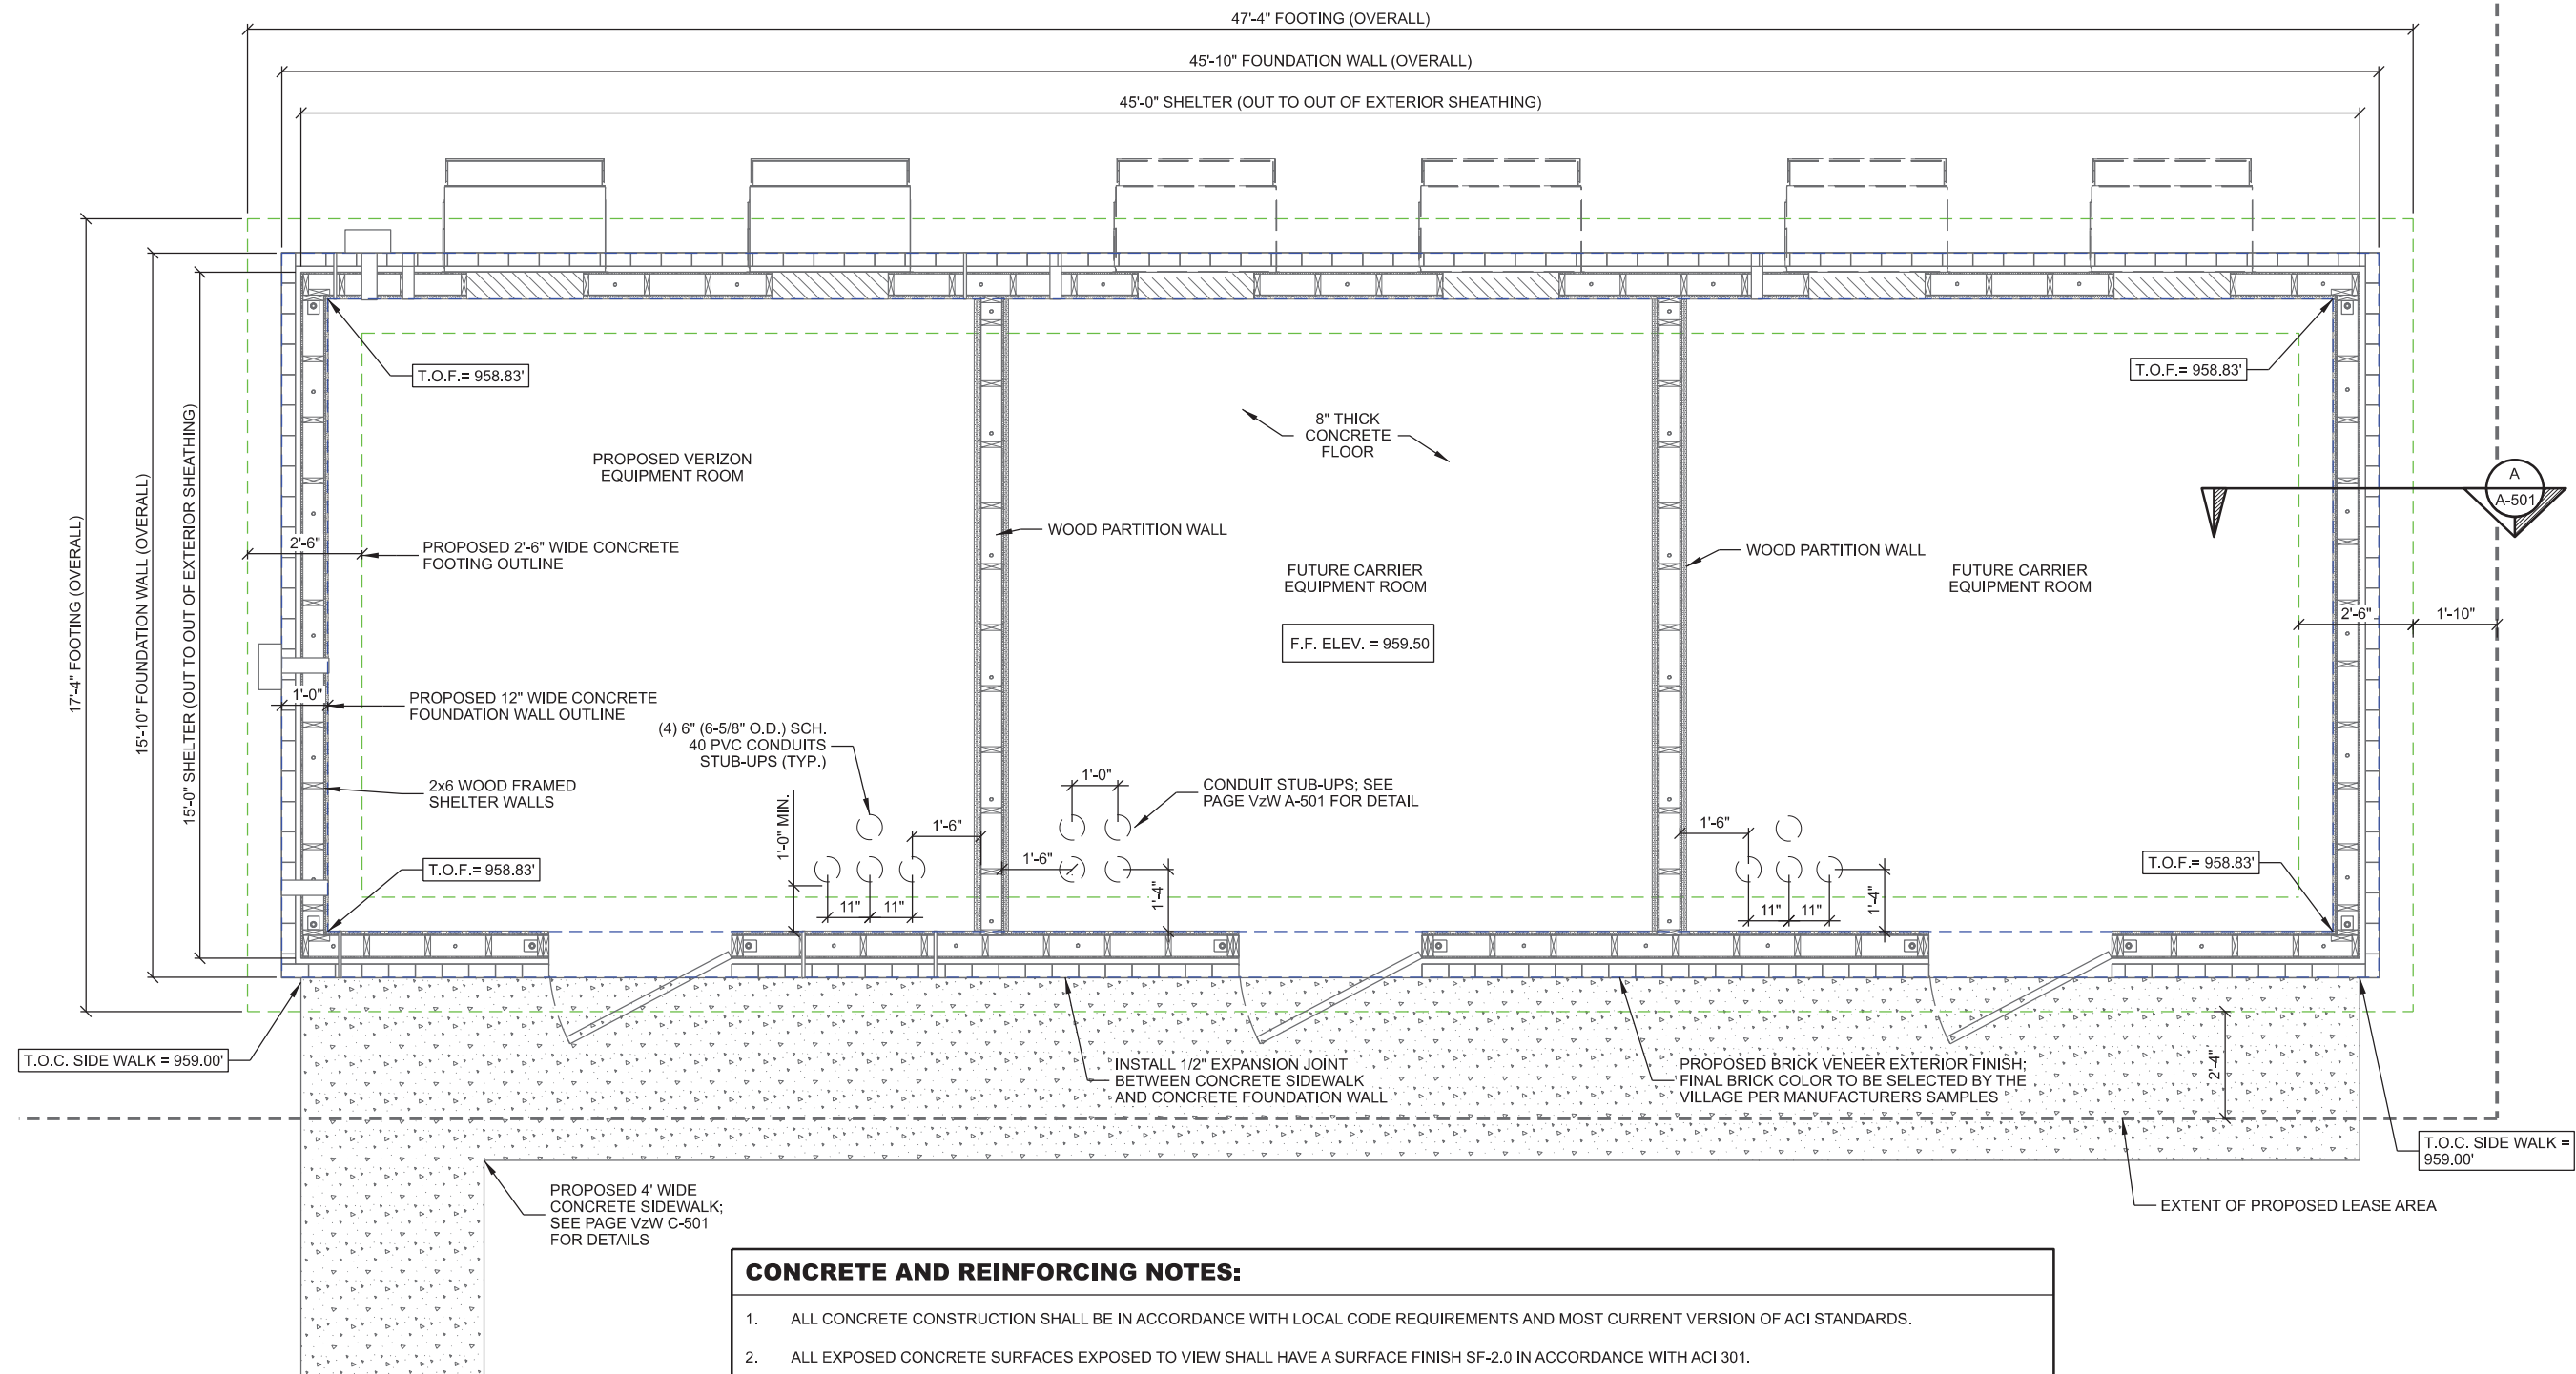 47'-4" FOOTING (OVERALL)
45'-10" FOUNDATION WALL (OVERALL)
45'-0" SHELTER (OUT TO OUT OF EXTERIOR SHEATHING)
17'-4" FOOTING (OVERALL)
15'-10" FOUNDATION WALL (OVERALL)
15'-0" SHELTER (OUT TO OUT OF EXTERIOR SHEATHING)
T.O.F.= 958.83'
T.O.F.= 958.83'
8" THICK
CONCRETE
FLOOR
PROPOSED VERIZON
EQUIPMENT ROOM
A
A-501
WOOD PARTITION WALL
WOOD PARTITION WALL
2'-6"
PROPOSED 2'-6" WIDE CONCRETE
FOOTING OUTLINE
FUTURE CARRIER
EQUIPMENT ROOM
FUTURE CARRIER
EQUIPMENT ROOM
2'-6"
1'-10"
F.F. ELEV. = 959.50
1'-0"
PROPOSED 12" WIDE CONCRETE
FOUNDATION WALL OUTLINE
(4) 6" (6-5/8" O.D.) SCH.
40 PVC CONDUITS
STUB-UPS (TYP.)
2x6 WOOD FRAMED
SHELTER WALLS
1'-0"
CONDUIT STUB-UPS; SEE
PAGE VzW A-501 FOR DETAIL
1'-0" MIN.
1'-6"
1'-6"
1'-6"
T.O.F.= 958.83'
T.O.F.= 958.83'
11"
11"
1'-4"
11"
11"
1'-4"
T.O.C. SIDE WALK = 959.00'
INSTALL 1/2" EXPANSION JOINT
BETWEEN CONCRETE SIDEWALK
AND CONCRETE FOUNDATION WALL
PROPOSED BRICK VENEER EXTERIOR FINISH;
FINAL BRICK COLOR TO BE SELECTED BY THE
VILLAGE PER MANUFACTURERS SAMPLES
2'-4"
T.O.C. SIDE WALK =
959.00'
PROPOSED 4' WIDE
CONCRETE SIDEWALK;
SEE PAGE VzW C-501
FOR DETAILS
EXTENT OF PROPOSED LEASE AREA
CONCRETE AND REINFORCING NOTES:
1. ALL CONCRETE CONSTRUCTION SHALL BE IN ACCORDANCE WITH LOCAL CODE REQUIREMENTS AND MOST CURRENT VERSION OF ACI STANDARDS.
2. ALL EXPOSED CONCRETE SURFACES EXPOSED TO VIEW SHALL HAVE A SURFACE FINISH SF-2.0 IN ACCORDANCE WITH ACI 301.